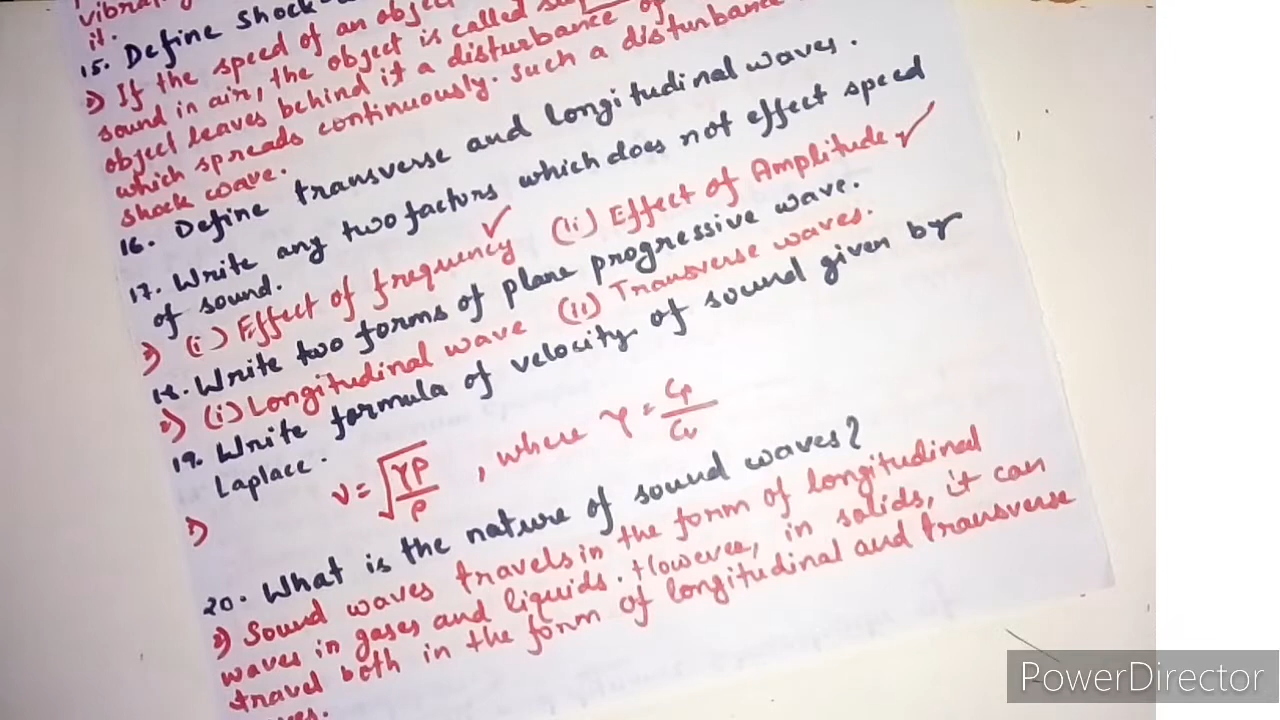 it.
15. Define shock
⇒ If the speed of an object
sound in air, the object is called
object leaves behind it a disturbance of
which spreads continuously. Such a disturbance
shock wave.
16. Define transverse and longitudinal waves.
17. Write any two factors which does not effect speed
of sound.
⇒ (i) Effect of frequency ✓ (ii) Effect of Amplitude ✓
18. Write two forms of plane progressive wave.
⇒ (i) Longitudinal wave (ii) Transverse waves.
19. Write formula of velocity of sound given by
Laplace.
⇒ v = √(γP/ρ), where γ = Cp/Cv
20. What is the nature of sound waves?
⇒ Sound waves travels in the form of longitudinal
waves in gases and liquids. However, in solids, it can
travel both in the form of longitudinal and transverse
PowerDirector